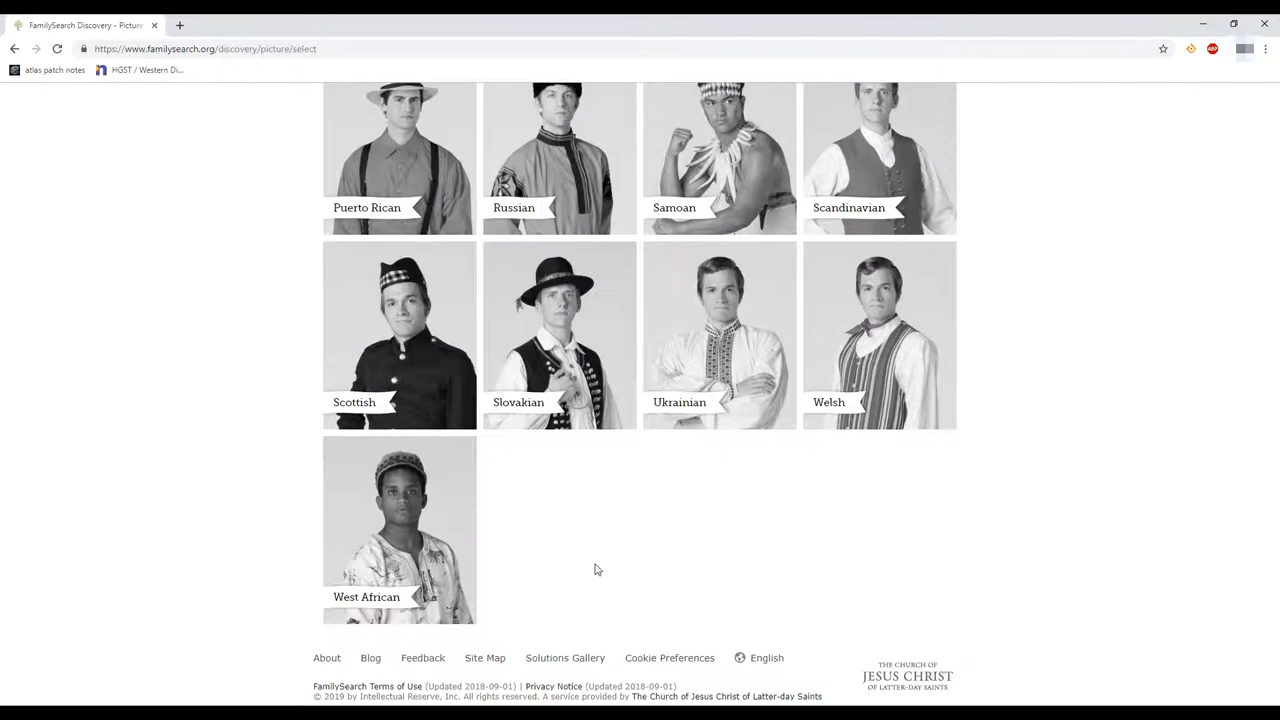 FamilySearch Discovery - Picture
https://www.familysearch.org/discovery/picture/select
atlas patch notes
HGST / Western Di...
ABP
Puerto Rican
Russian
Samoan
Scandinavian
Scottish
Slovakian
Ukrainian
Welsh
West African
About Blog Feedback Site Map Solutions Gallery Cookie Preferences English
THE CHURCH OF
JESUS CHRIST
OF LATTER-DAY SAINTS
FamilySearch Terms of Use (Updated 2018-09-01) | Privacy Notice (Updated 2018-09-01)
© 2019 by Intellectual Reserve, Inc. All rights reserved. A service provided by The Church of Jesus Christ of Latter-day Saints